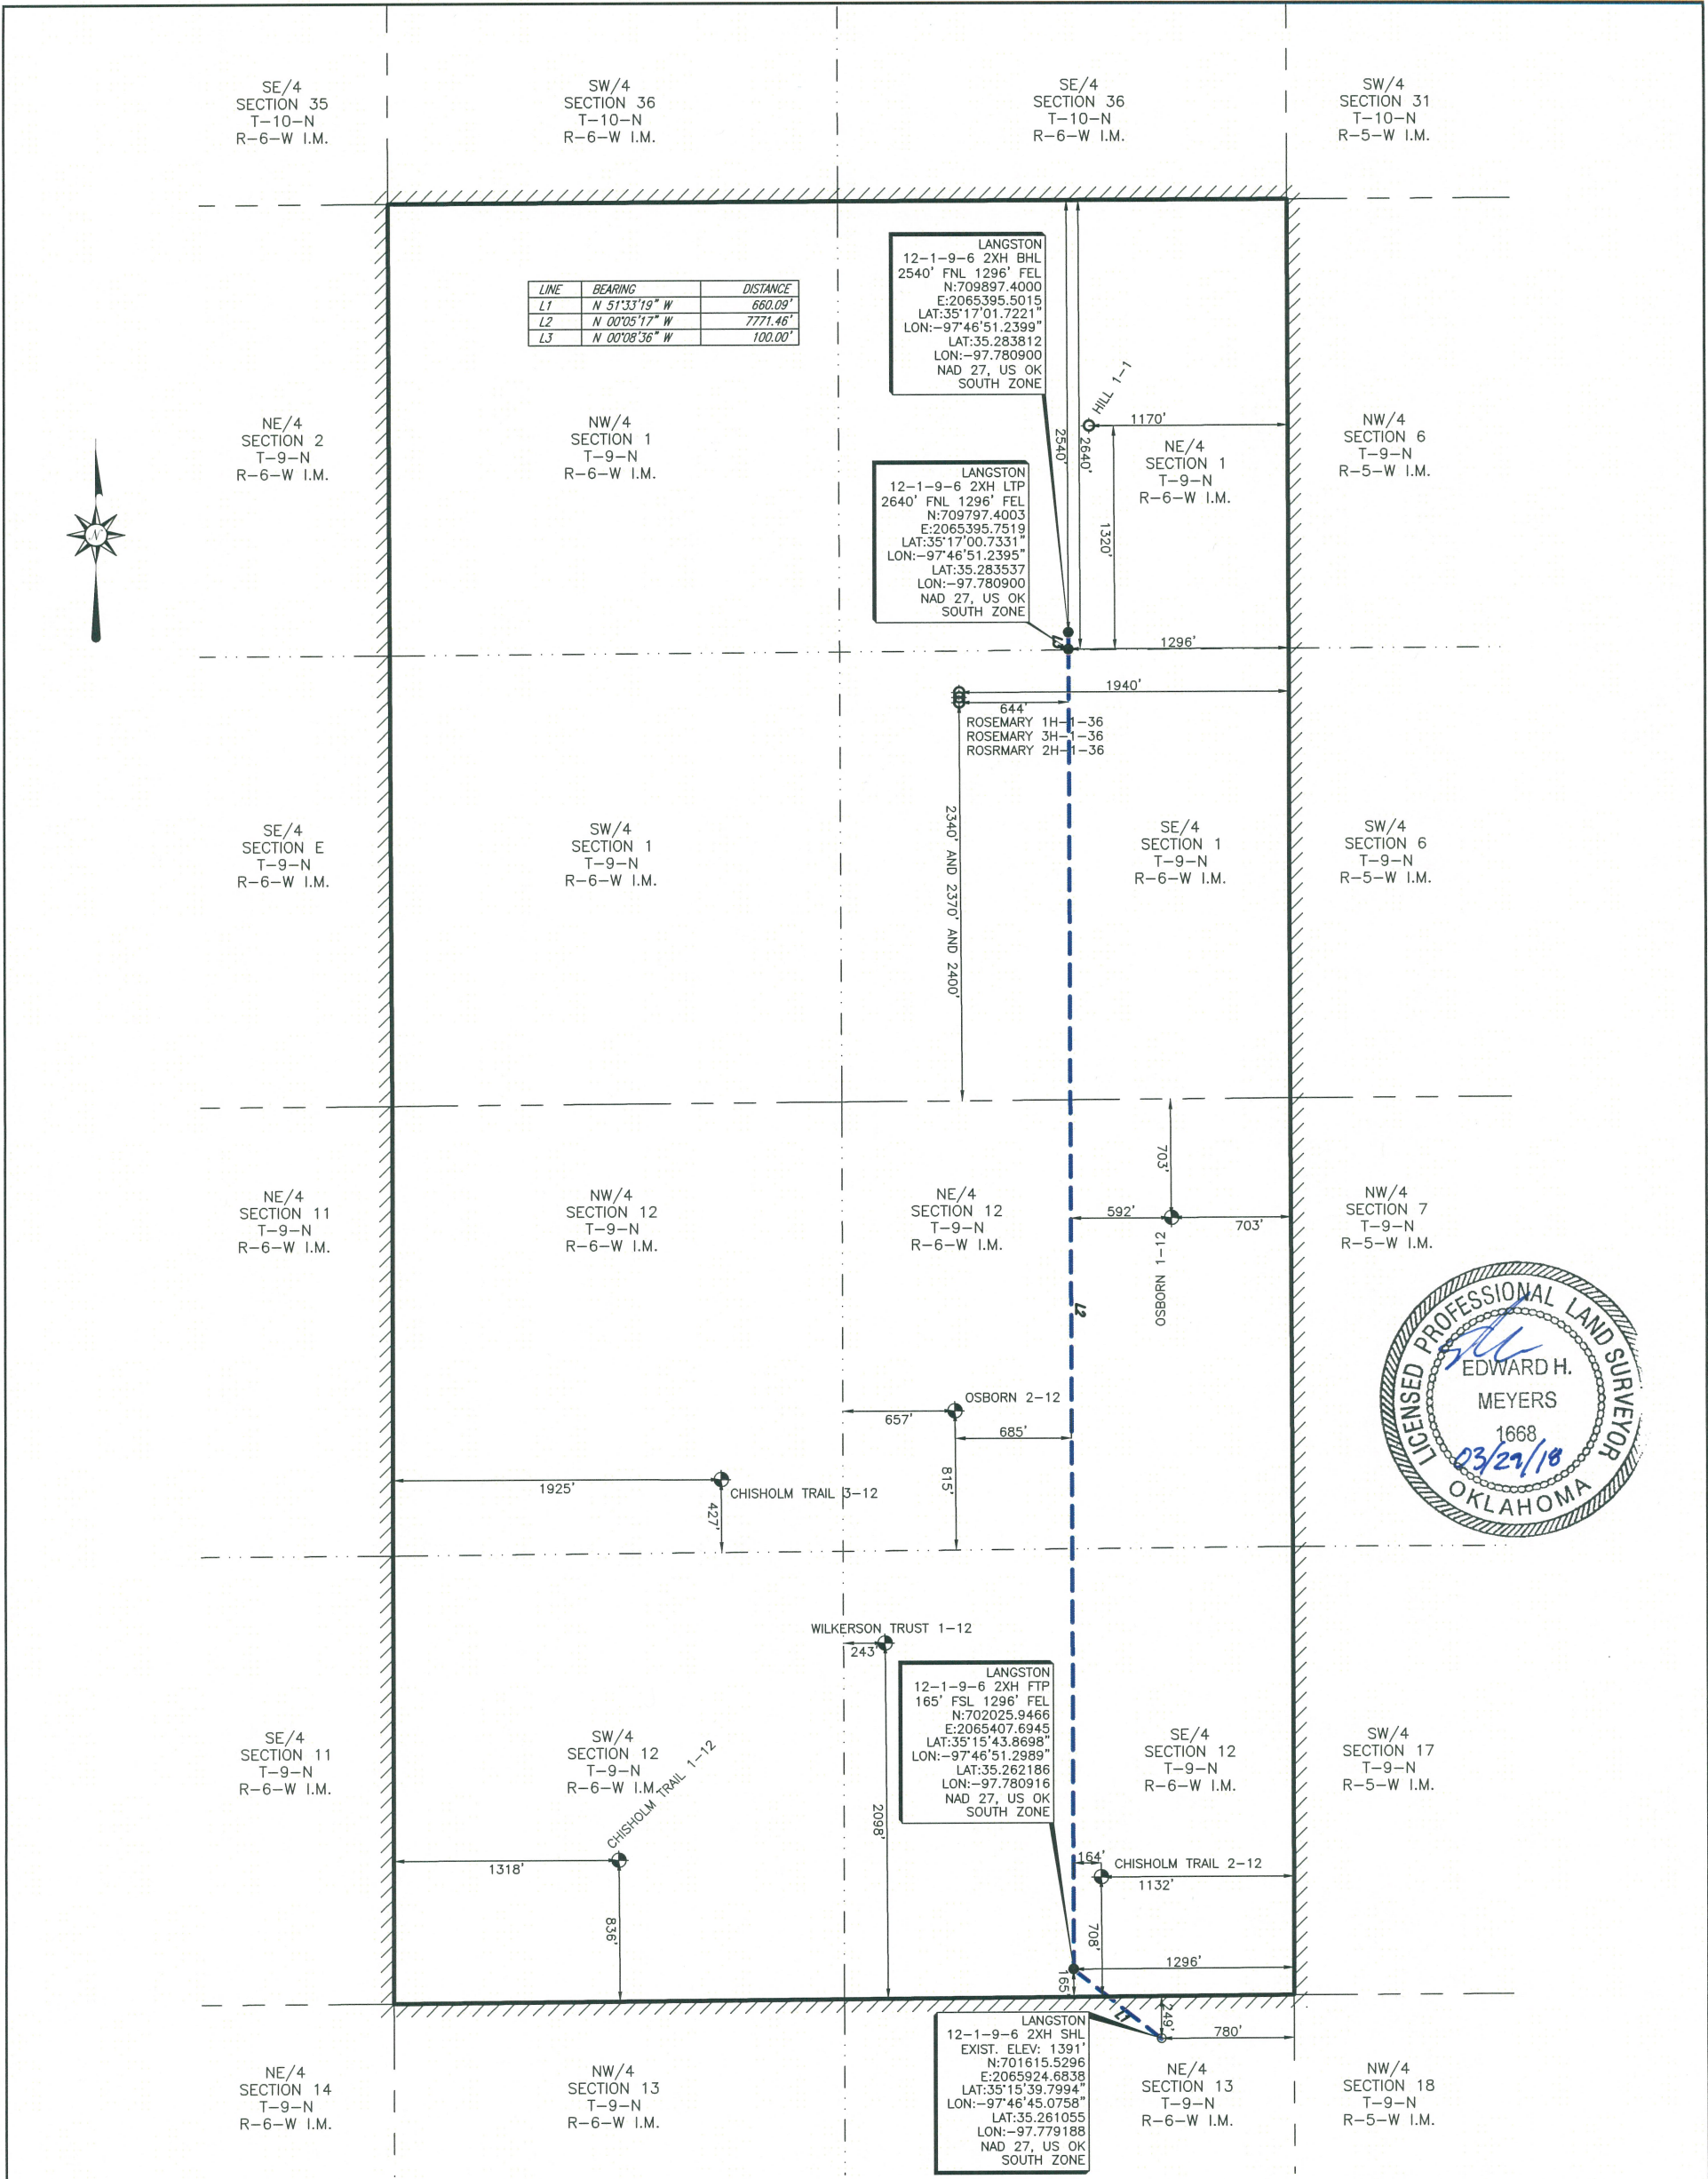 SE/4
SECTION 35
T-10-N
R-6-W I.M.
SW/4
SECTION 36
T-10-N
R-6-W I.M.
SE/4
SECTION 36
T-10-N
R-6-W I.M.
SW/4
SECTION 31
T-10-N
R-5-W I.M.
LINE BEARING DISTANCE
L1 N 51°33'19" W 660.09'
L2 N 00°05'17" W 7771.46'
L3 N 00°08'36" W 100.00'
LANGSTON
12-1-9-6 2XH BHL
2540' FNL 1296' FEL
N:709897.4000
E:2065395.5015
LAT:35°17'01.7221"
LON:-97°46'51.2399"
LAT:35.283812
LON:-97.780900
NAD 27, US OK
SOUTH ZONE
HILL 1-1
1170'
2540'
2640'
1320'
NE/4
SECTION 2
T-9-N
R-6-W I.M.
NW/4
SECTION 1
T-9-N
R-6-W I.M.
NE/4
SECTION 1
T-9-N
R-6-W I.M.
NW/4
SECTION 6
T-9-N
R-5-W I.M.
N
LANGSTON
12-1-9-6 2XH LTP
2640' FNL 1296' FEL
N:709797.4003
E:2065395.7519
LAT:35°17'00.7331"
LON:-97°46'51.2395"
LAT:35.283537
LON:-97.780900
NAD 27, US OK
SOUTH ZONE
L3
1296'
1940'
644'
ROSEMARY 1H-1-36
ROSEMARY 3H-1-36
ROSRMARY 2H-1-36
2340' AND 2370' AND 2400'
SE/4
SECTION E
T-9-N
R-6-W I.M.
SW/4
SECTION 1
T-9-N
R-6-W I.M.
SE/4
SECTION 1
T-9-N
R-6-W I.M.
SW/4
SECTION 6
T-9-N
R-5-W I.M.
703'
592'
703'
OSBORN 1-12
NE/4
SECTION 11
T-9-N
R-6-W I.M.
NW/4
SECTION 12
T-9-N
R-6-W I.M.
NE/4
SECTION 12
T-9-N
R-6-W I.M.
NW/4
SECTION 7
T-9-N
R-5-W I.M.
L2
LICENSED PROFESSIONAL LAND SURVEYOR
EDWARD H.
MEYERS
1668
03/29/18
OKLAHOMA
OSBORN 2-12
657'
685'
815'
1925'
CHISHOLM TRAIL 3-12
427'
WILKERSON TRUST 1-12
243'
2098'
LANGSTON
12-1-9-6 2XH FTP
165' FSL 1296' FEL
N:702025.9466
E:2065407.6945
LAT:35°15'43.8698"
LON:-97°46'51.2989"
LAT:35.262186
LON:-97.780916
NAD 27, US OK
SOUTH ZONE
SE/4
SECTION 11
T-9-N
R-6-W I.M.
SW/4
SECTION 12
T-9-N
R-6-W I.M.
SE/4
SECTION 12
T-9-N
R-6-W I.M.
SW/4
SECTION 17
T-9-N
R-5-W I.M.
CHISHOLM TRAIL 1-12
1318'
836'
164'
CHISHOLM TRAIL 2-12
1132'
708'
1296'
165'
L1
249'
780'
LANGSTON
12-1-9-6 2XH SHL
EXIST. ELEV: 1391'
N:701615.5296
E:2065924.6838
LAT:35°15'39.7994"
LON:-97°46'45.0758"
LAT:35.261055
LON:-97.779188
NAD 27, US OK
SOUTH ZONE
NE/4
SECTION 14
T-9-N
R-6-W I.M.
NW/4
SECTION 13
T-9-N
R-6-W I.M.
NE/4
SECTION 13
T-9-N
R-6-W I.M.
NW/4
SECTION 18
T-9-N
R-5-W I.M.